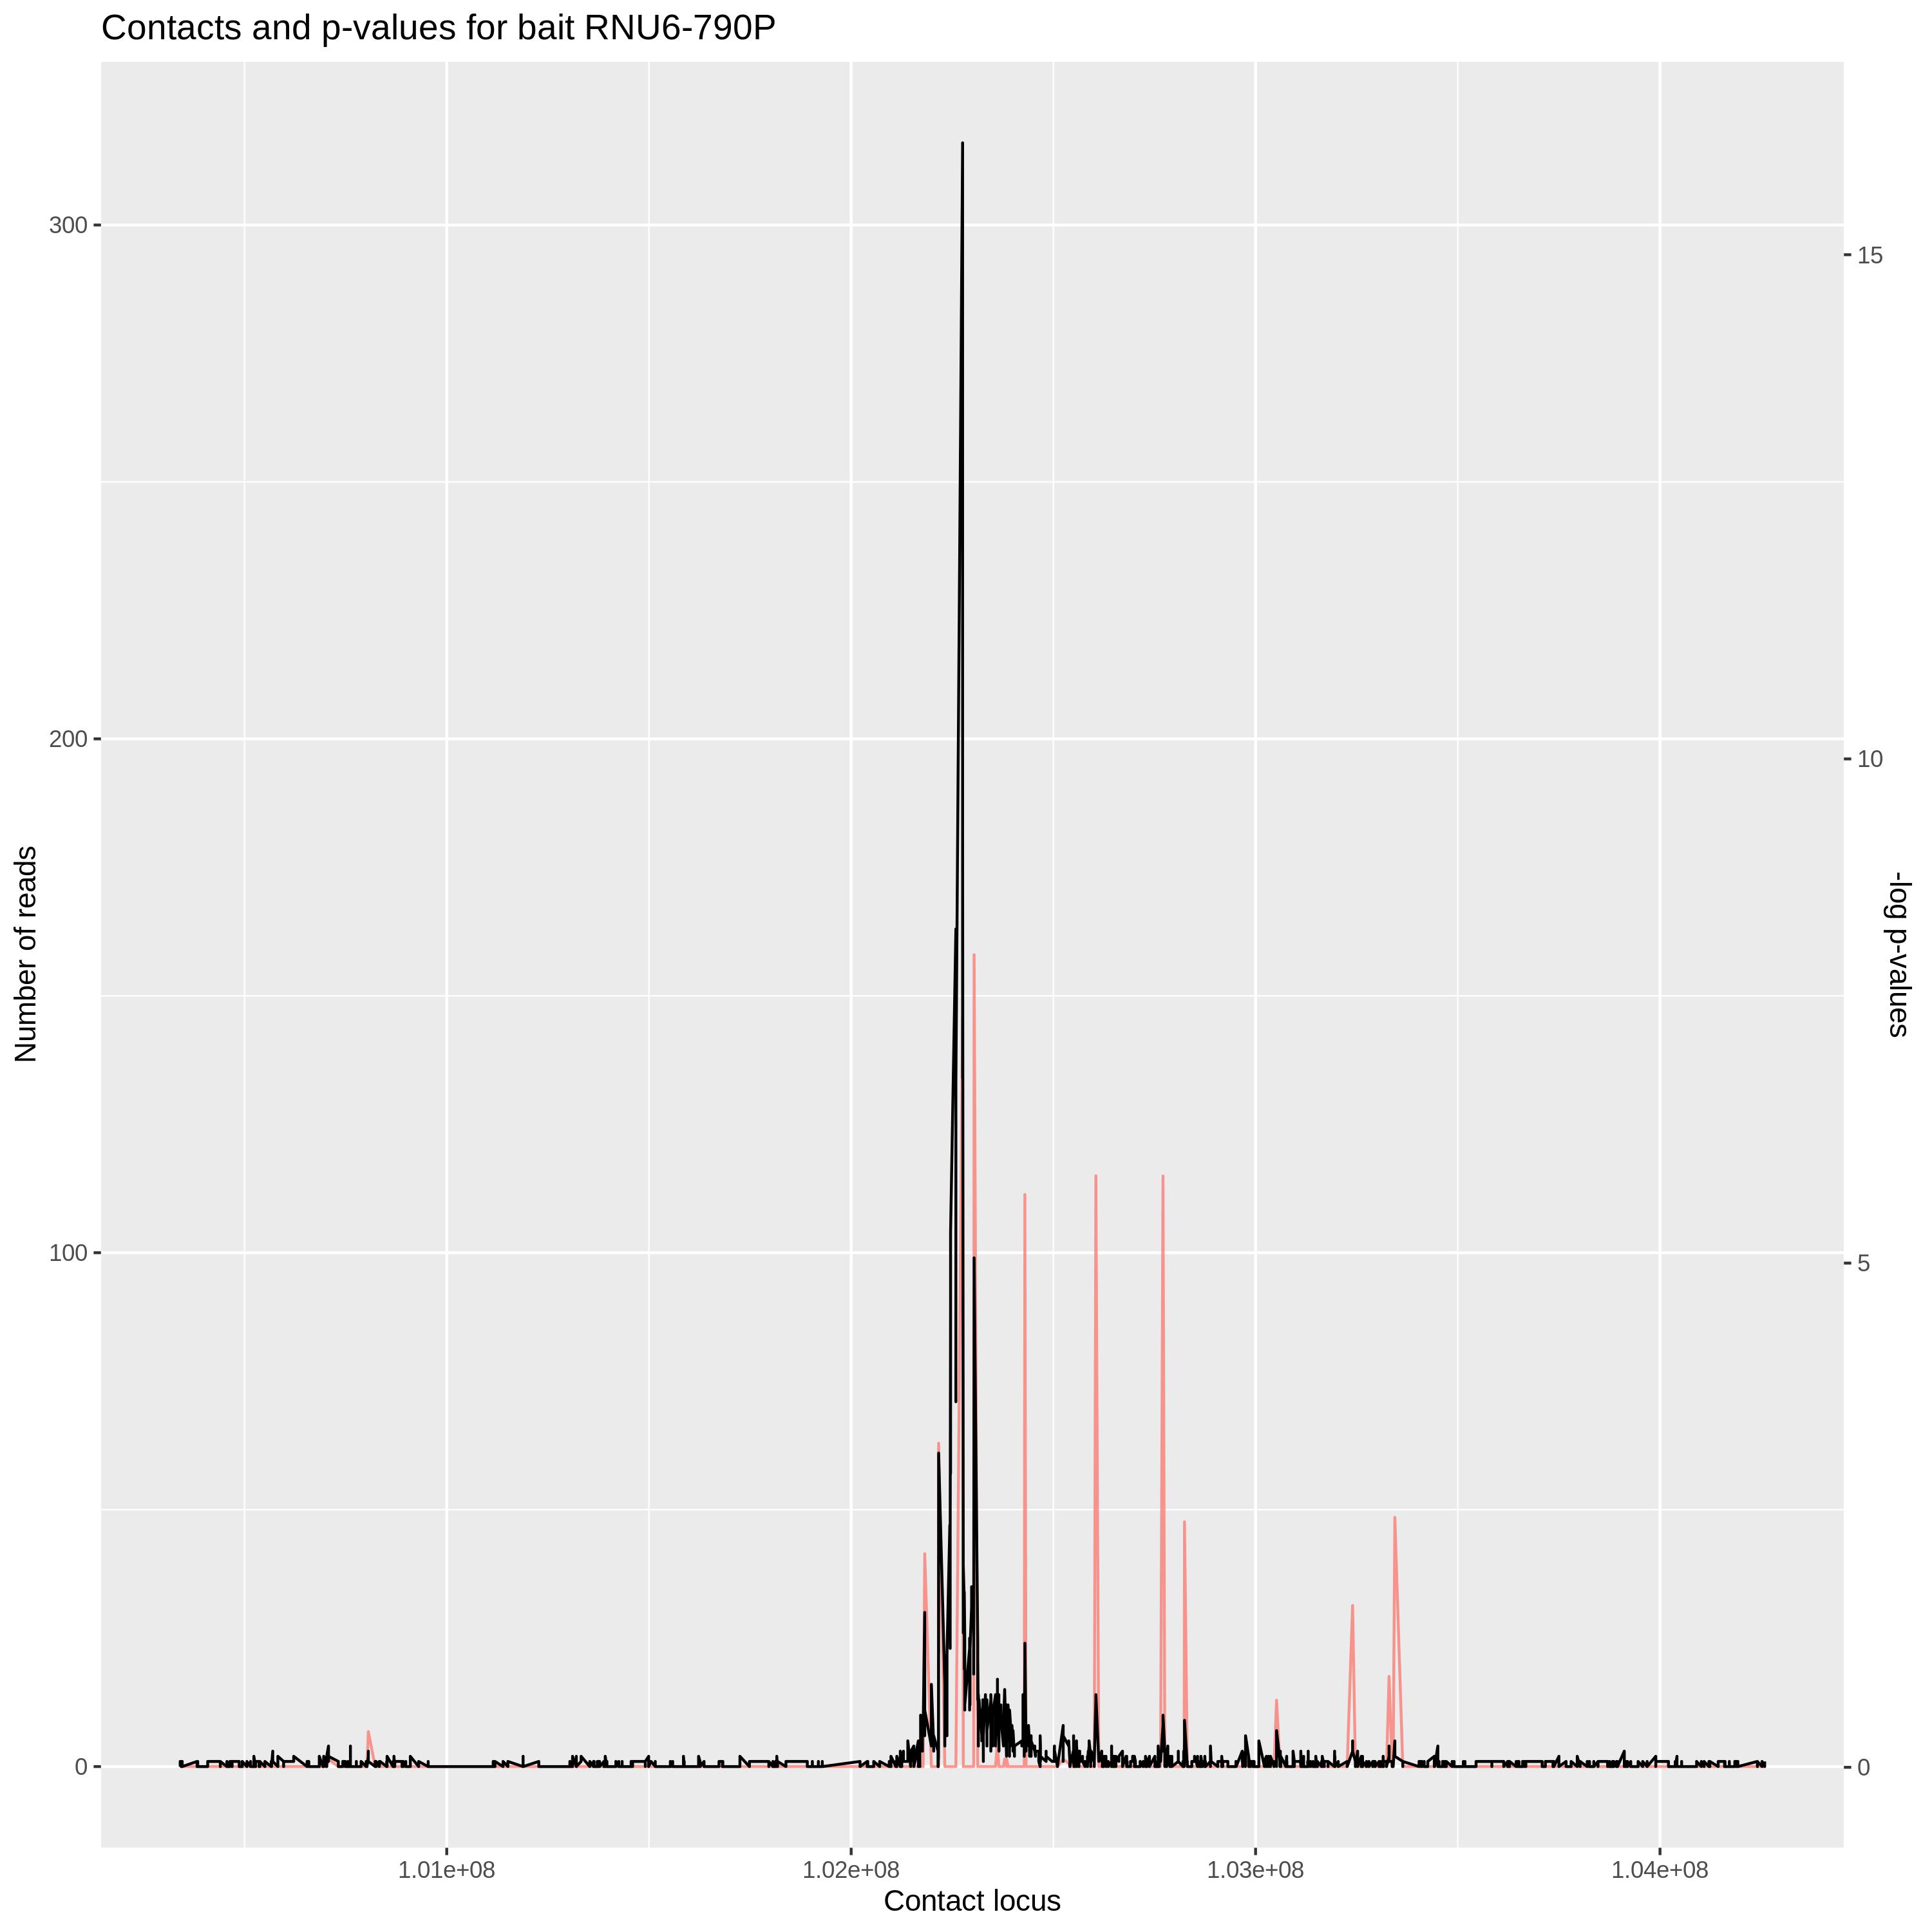 Contacts and p-values for bait RNU6-790P
300
200
100
0
Number of reads
15
10
5
0
-log p-values
1.01e+08
1.02e+08
1.03e+08
1.04e+08
Contact locus